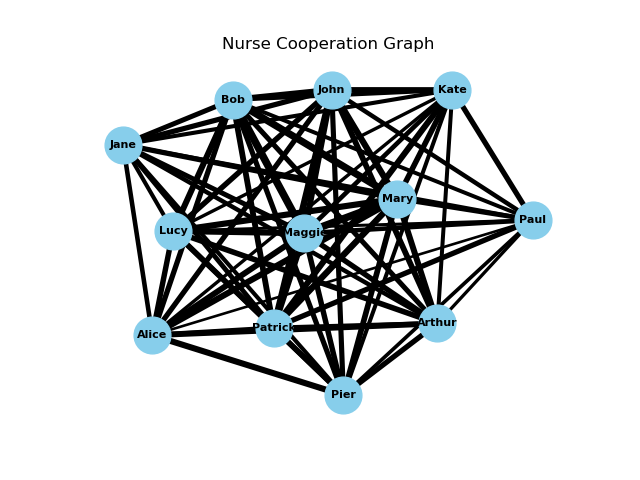 Nurse Cooperation Graph
John
Kate
Bob
Jane
Mary
Paul
Lucy
Maggie
Arthur
Patrick
Alice
Pier